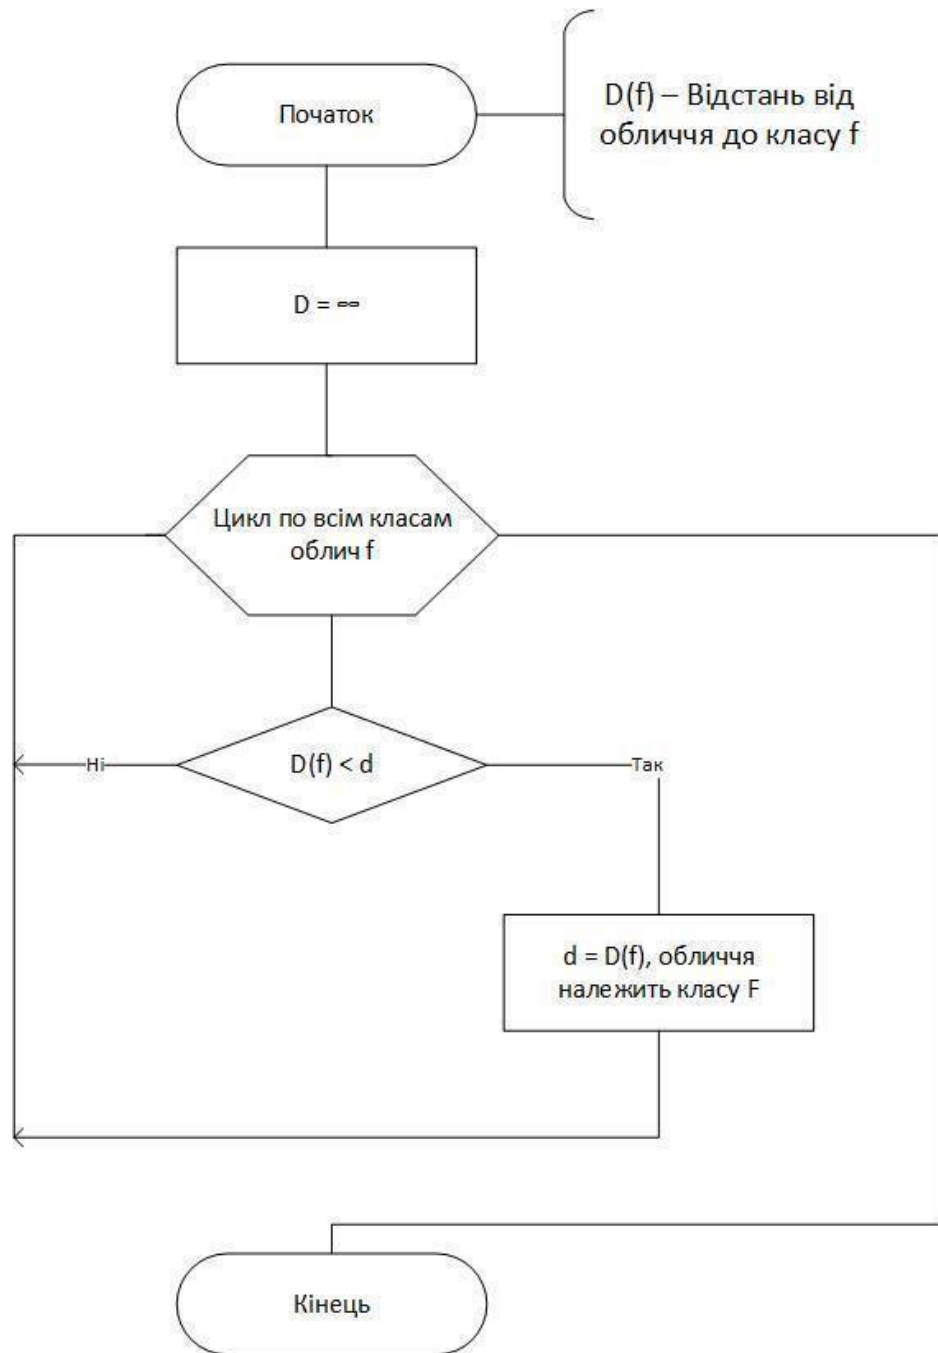 Початок
D(f) – Відстань від
обличчя до класу f
D = ∞
Цикл по всім класам
облич f
D(f) < d
Ні
Так
d = D(f), обличчя
належить класу F
Кінець